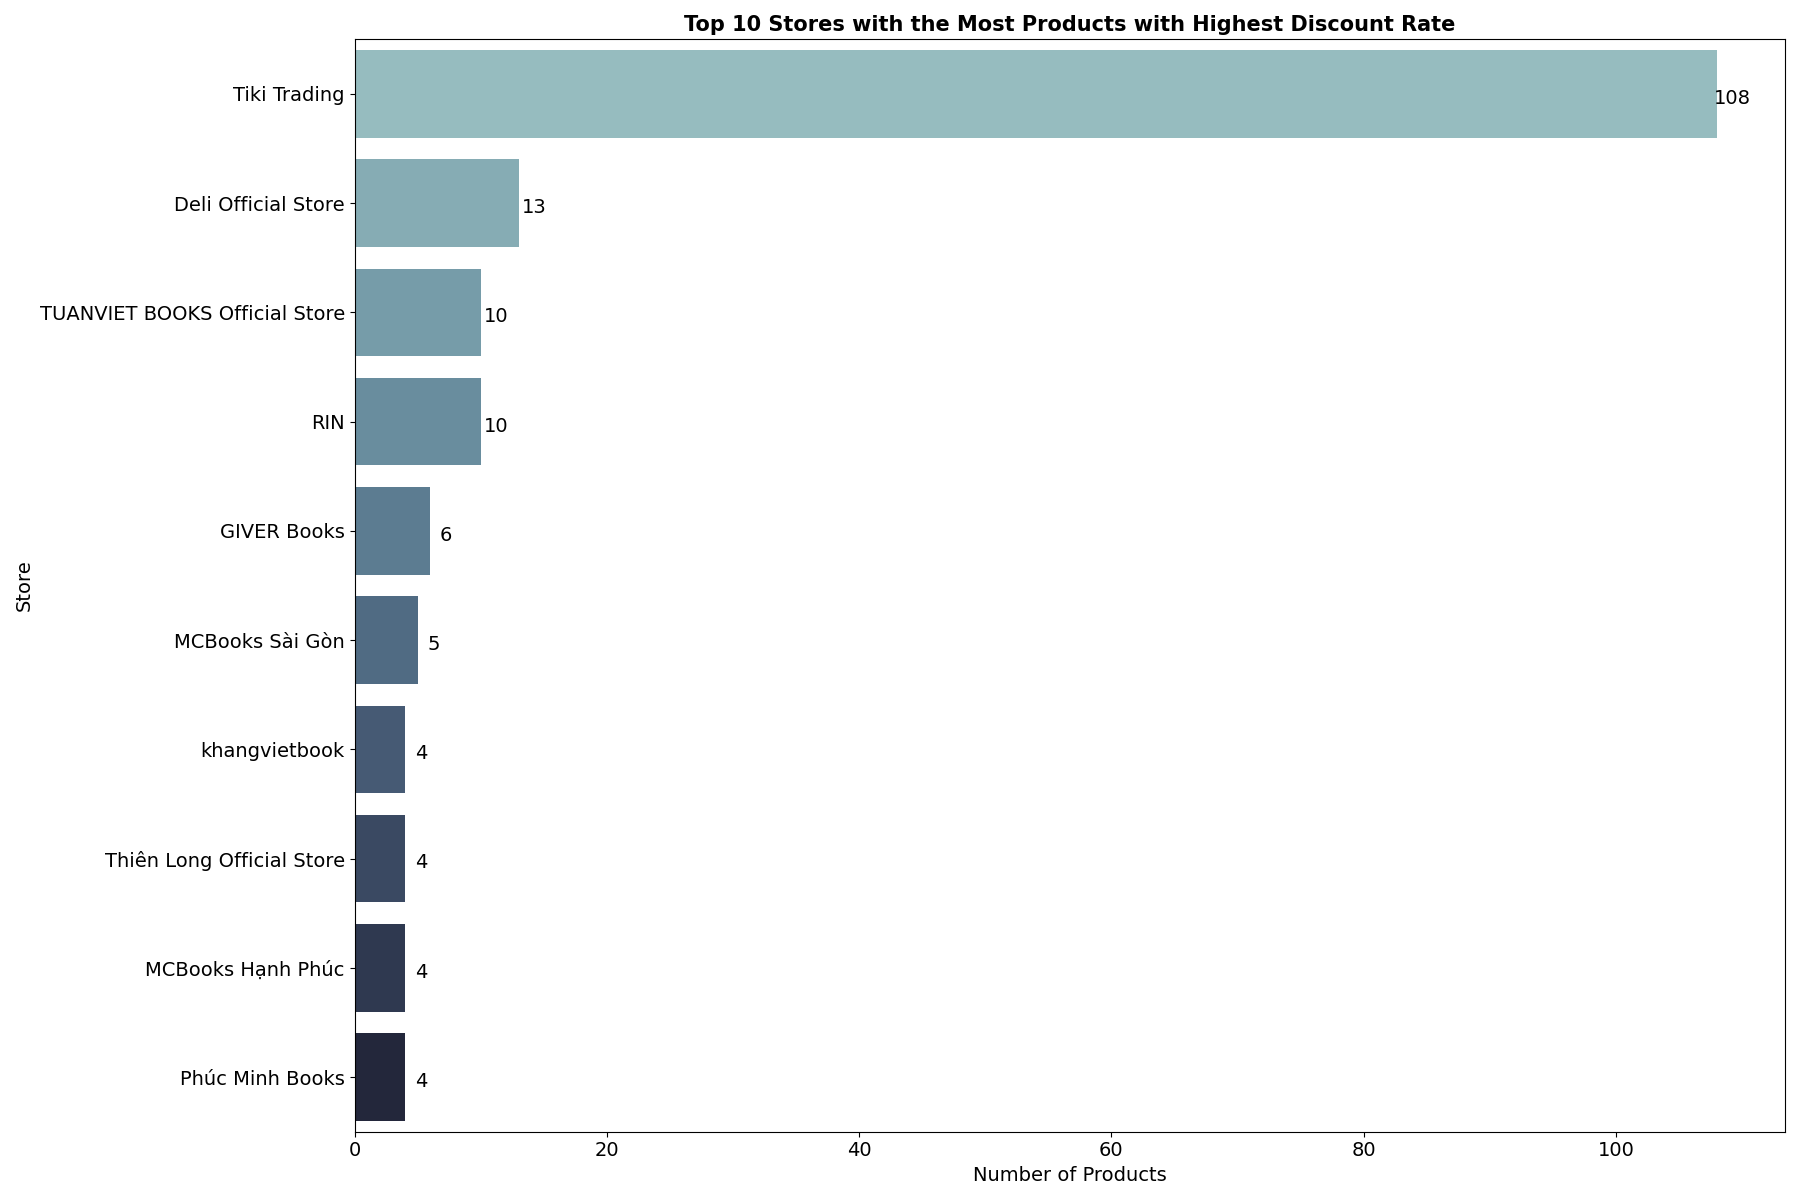 Top 10 Stores with the Most Products with Highest Discount Rate
Tiki Trading
108
Deli Official Store
13
TUANVIET BOOKS Official Store
10
RIN
10
GIVER Books
6
Store
MCBooks Sài Gòn
5
khangvietbook
4
Thiên Long Official Store
4
MCBooks Hạnh Phúc
4
Phúc Minh Books
4
0 20 40 60 80 100
Number of Products